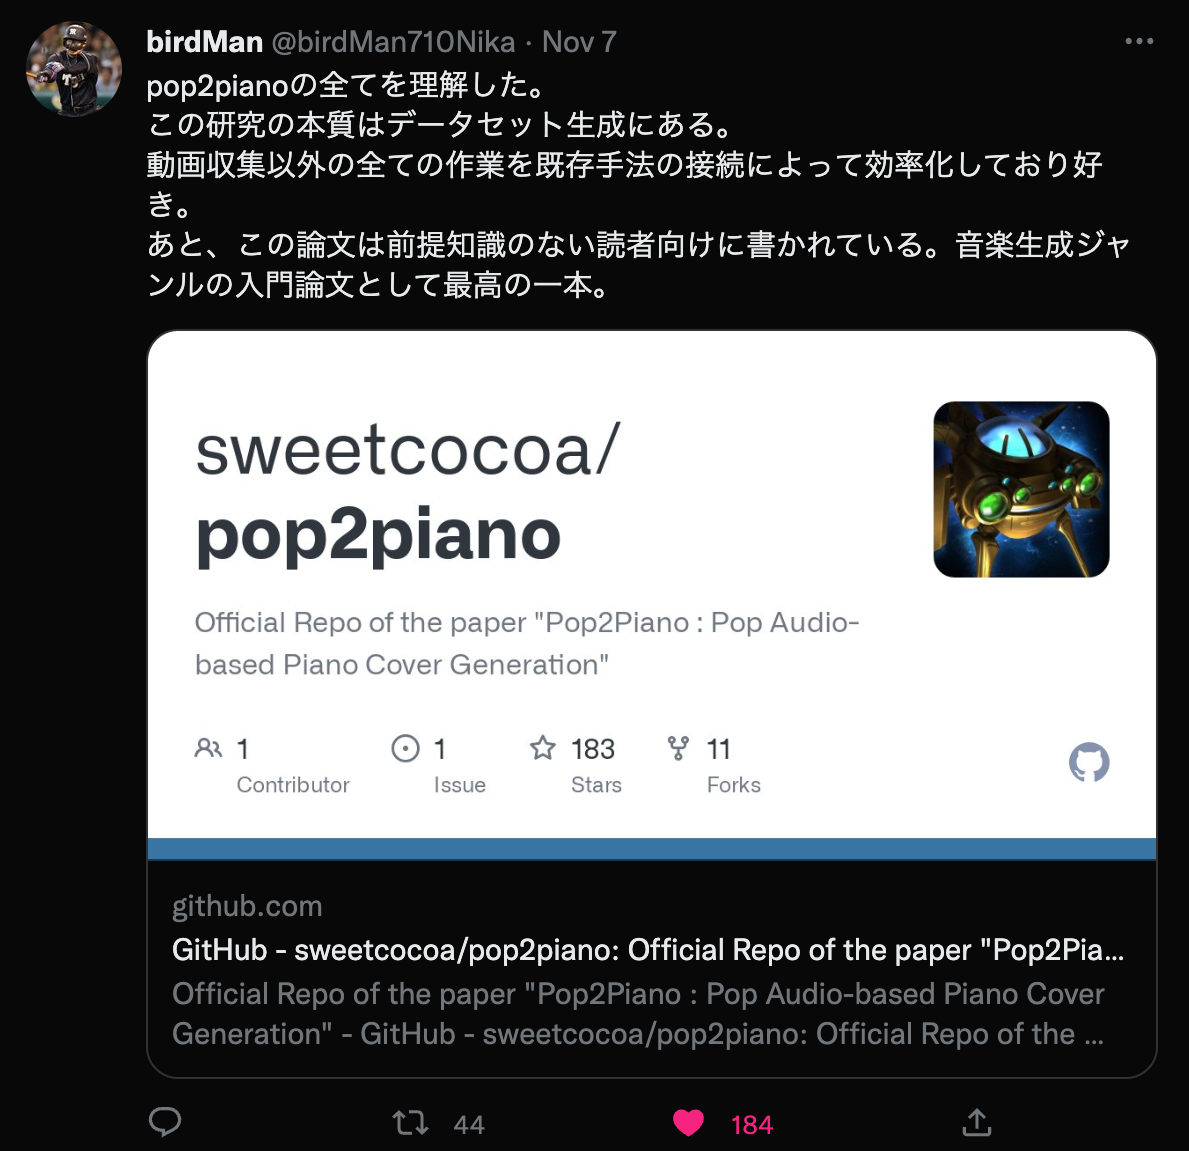 birdMan @birdMan710Nika · Nov 7
pop2pianoの全てを理解した。
この研究の本質はデータセット生成にある。
動画収集以外の全ての作業を既存手法の接続によって効率化しており好
き。
あと、この論文は前提知識のない読者向けに書かれている。音楽生成ジャ
ンルの入門論文として最高の一本。
sweetcocoa/
pop2piano
Official Repo of the paper "Pop2Piano : Pop Audio-
based Piano Cover Generation"
1 1 183 11
Contributor Issue Stars Forks
github.com
GitHub - sweetcocoa/pop2piano: Official Repo of the paper "Pop2Pia...
Official Repo of the paper "Pop2Piano : Pop Audio-based Piano Cover
Generation" - GitHub - sweetcocoa/pop2piano: Official Repo of the ...
44 184